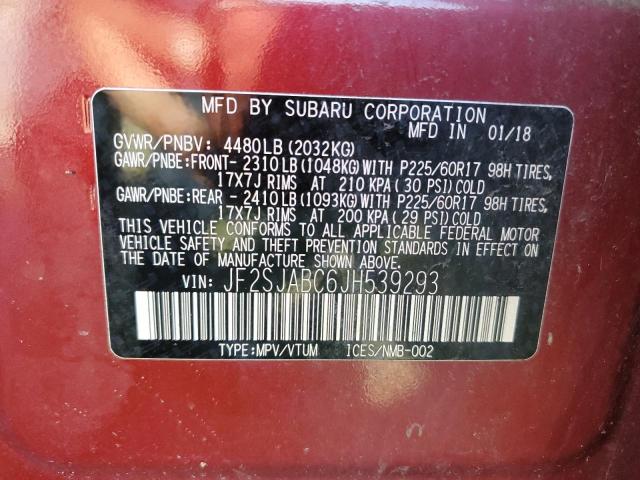 MFD BY SUBARU CORPORATION
MFD IN 01/18
GVWR/PNBV: 4480LB (2032KG)
GAWR/PNBE:FRONT- 2310LB (1048KG) WITH P225/60R17 98H TIRES,
17X7J RIMS AT 210 KPA (30 PSI) COLD
GAWR/PNBE:REAR - 2410LB (1093KG) WITH P225/60R17 98H TIRES,
17X7J RIMS AT 200 KPA (29 PSI) COLD
THIS VEHICLE CONFORMS TO ALL APPLICABLE FEDERAL MOTOR
VEHICLE SAFETY AND THEFT PREVENTION STANDARDS IN EFFECT ON
THE DATE OF MANUFACTURE SHOWN ABOVE.
VIN: JF2SJABC6JH539293
TYPE:MPV/VTUM ICES/NMB-002